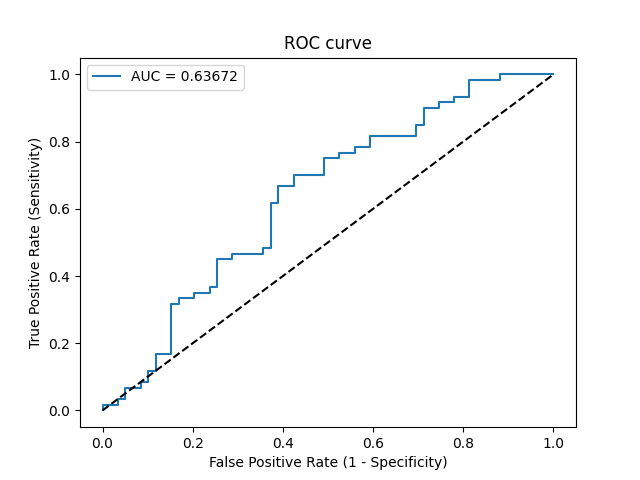 ROC curve
AUC = 0.63672
1.0
0.8
0.6
0.4
0.2
0.0
True Positive Rate (Sensitivity)
0.0 0.2 0.4 0.6 0.8 1.0
False Positive Rate (1 - Specificity)